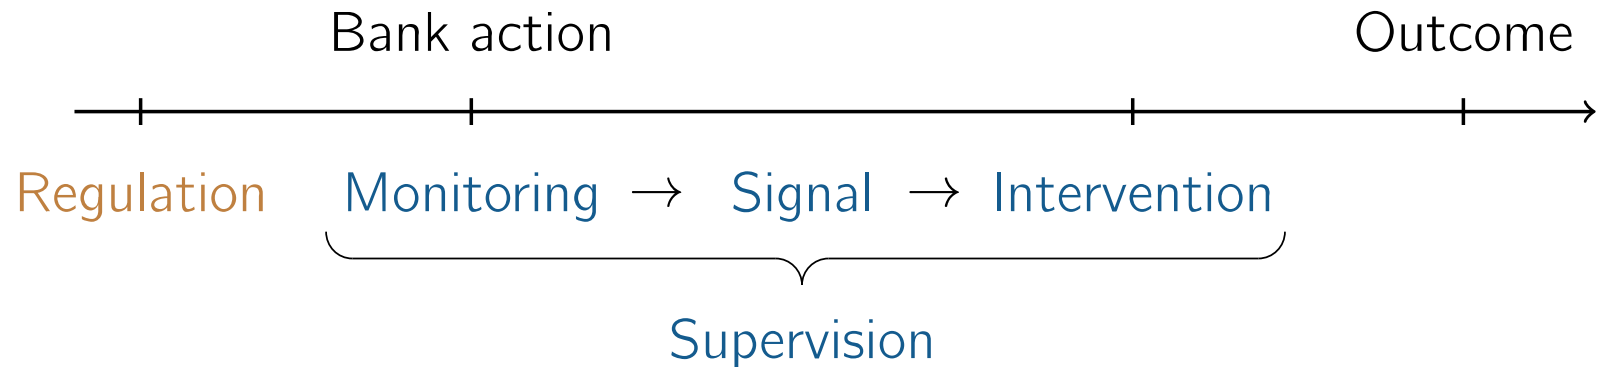 Bank action Outcome
Regulation Monitoring → Signal → Intervention
Supervision